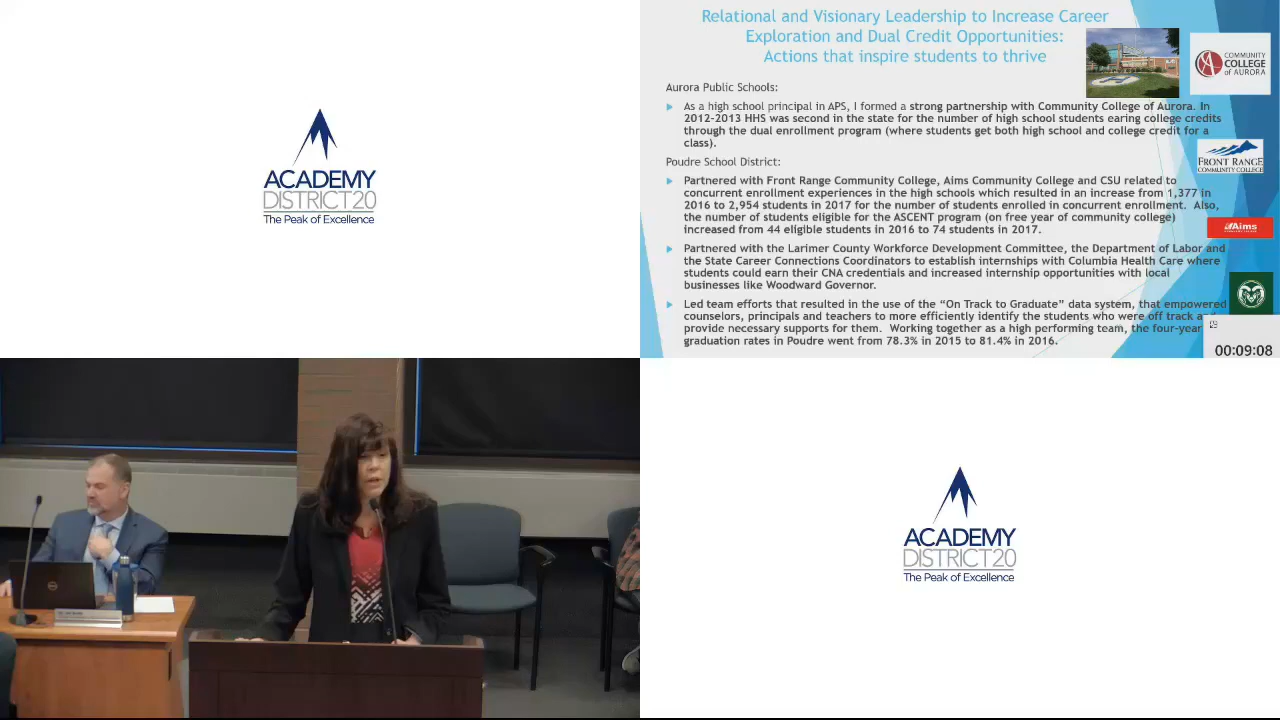 ACADEMY
DISTRICT20
The Peak of Excellence
Relational and Visionary Leadership to Increase Career
Exploration and Dual Credit Opportunities:
Actions that inspire students to thrive
COMMUNITY
COLLEGE
OF AURORA
Aurora Public Schools:
As a high school principal in APS, I formed a strong partnership with Community College of Aurora. In
2012-2013 HHS was second in the state for the number of high school students earing college credits
through the dual enrollment program (where students get both high school and college credit for a
class).
FRONT RANGE
COMMUNITY COLLEGE
Poudre School District:
Partnered with Front Range Community College, Aims Community College and CSU related to
concurrent enrollment experiences in the high schools which resulted in an increase from 1,377 in
2016 to 2,954 students in 2017 for the number of students enrolled in concurrent enrollment. Also,
the number of students eligible for the ASCENT program (on free year of community college)
increased from 44 eligible students in 2016 to 74 students in 2017.
Aims
Partnered with the Larimer County Workforce Development Committee, the Department of Labor and
the State Career Connections Coordinators to establish internships with Columbia Health Care where
students could earn their CNA credentials and increased internship opportunities with local
businesses like Woodward Governor.
Led team efforts that resulted in the use of the “On Track to Graduate” data system, that empowered
counselors, principals and teachers to more efficiently identify the students who were off track and
provide necessary supports for them. Working together as a high performing team, the four-year
graduation rates in Poudre went from 78.3% in 2015 to 81.4% in 2016.
00:09:08
ACADEMY
DISTRICT20
The Peak of Excellence